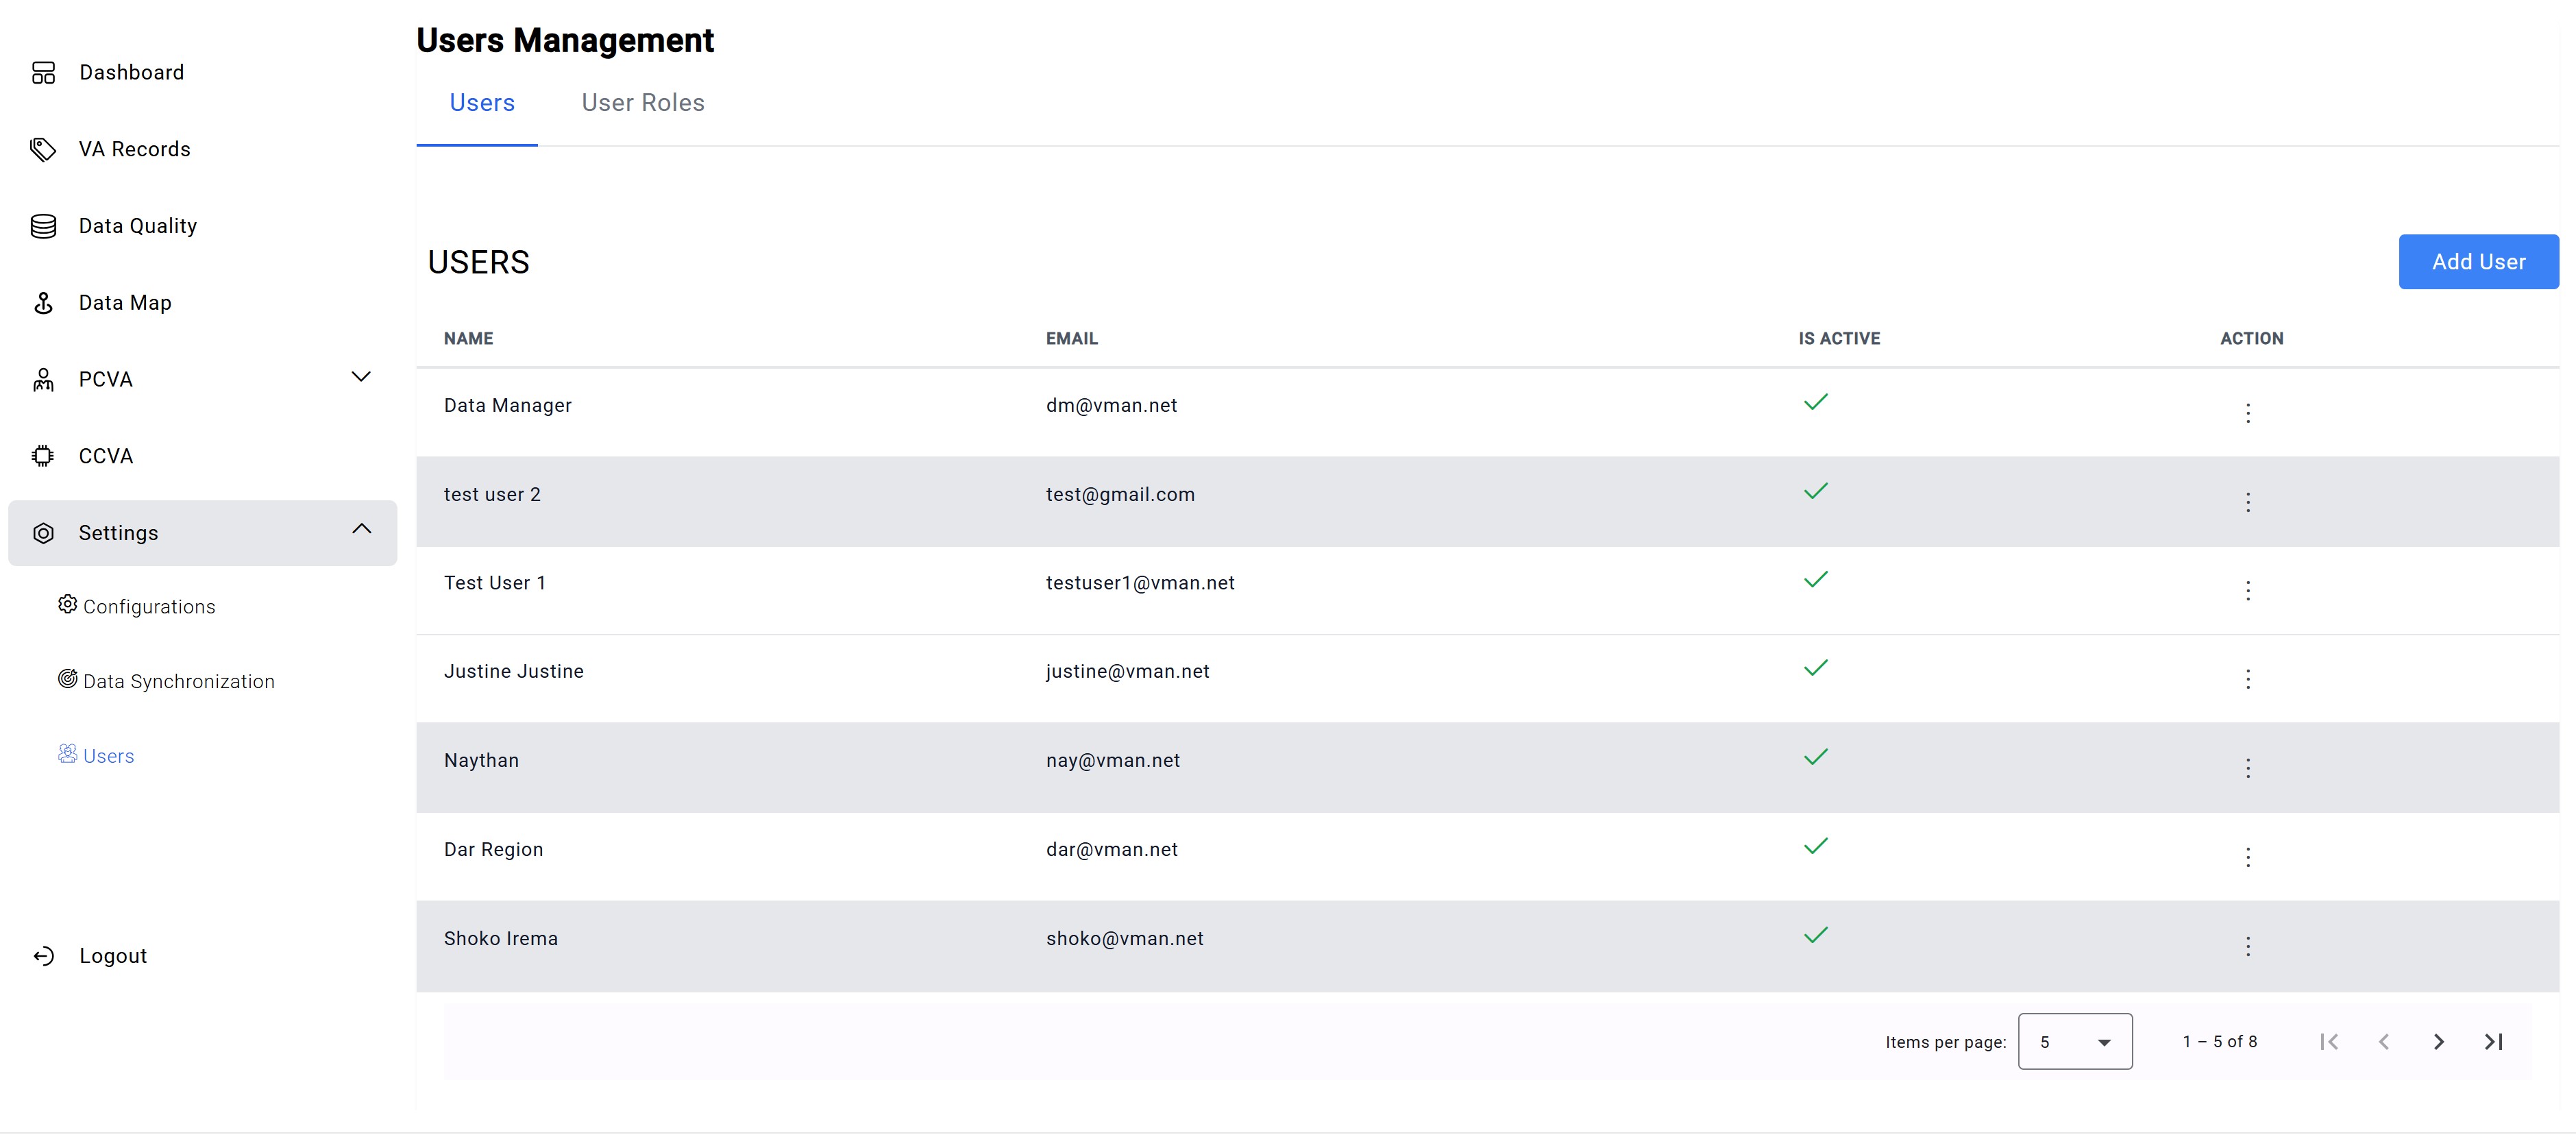 Users Management
Dashboard
Users User Roles
VA Records
Data Quality
USERS Add User
Data Map
NAME EMAIL IS ACTIVE ACTION
PCVA
Data Manager dm@vman.net
CCVA
test user 2 test@gmail.com
Settings
Test User 1 testuser1@vman.net
Configurations
Justine Justine justine@vman.net
Data Synchronization
Users
Naythan nay@vman.net
Dar Region dar@vman.net
Shoko Irema shoko@vman.net
Logout
Items per page: 5 1 – 5 of 8